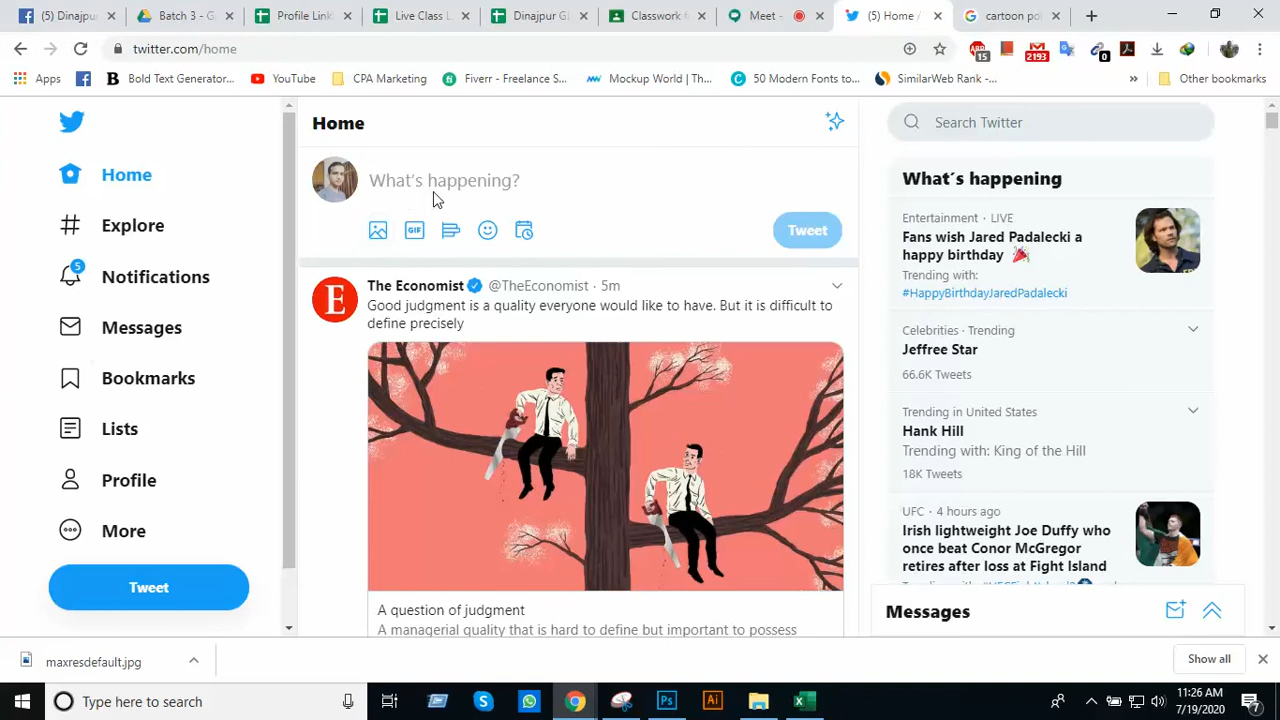 (5) Dinajpu
Batch 3 - G
Profile Link
Live Class L
Dinajpur GL
Classwork f
Meet -
(5) Home /
cartoon po
twitter.com/home
15
2193
0
Apps
Bold Text Generator...
YouTube
CPA Marketing
Fiverr - Freelance S...
Mockup World | Th...
50 Modern Fonts to...
SimilarWeb Rank -...
Other bookmarks
Home
Explore
5
Notifications
Messages
Bookmarks
Lists
Profile
More
Tweet
Home
What's happening?
GIF
Tweet
The Economist @TheEconomist · 5m
Good judgment is a quality everyone would like to have. But it is difficult to
define precisely
A question of judgment
A managerial quality that is hard to define but important to possess
Search Twitter
What's happening
Entertainment · LIVE
Fans wish Jared Padalecki a
happy birthday
Trending with:
#HappyBirthdayJaredPadalecki
Celebrities · Trending
Jeffree Star
66.6K Tweets
Trending in United States
Hank Hill
Trending with: King of the Hill
18K Tweets
UFC · 4 hours ago
Irish lightweight Joe Duffy who
once beat Conor McGregor
retires after loss at Fight Island
Messages
maxresdefault.jpg
Show all
Type here to search
11:26 AM
7/19/2020
7